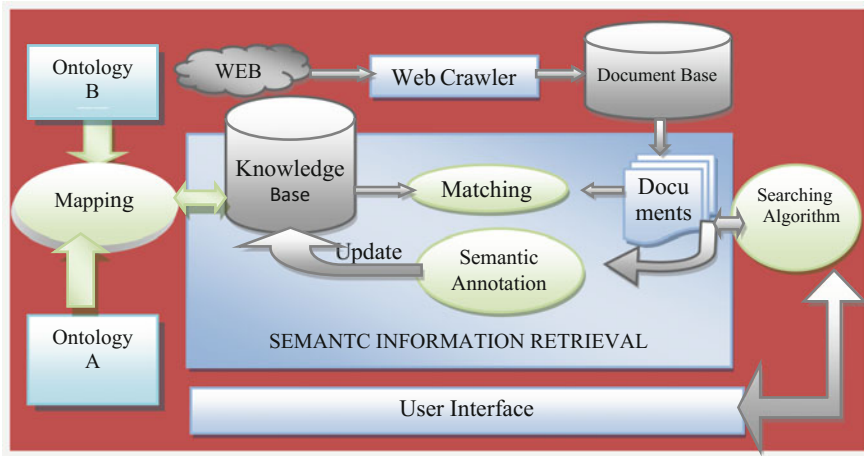 Ontology
B
WEB
Web Crawler
Document Base
Knowledge
Base
Matching
Docu
ments
Searching
Algorithm
Mapping
Update
Semantic
Annotation
Ontology
A
SEMANTC INFORMATION RETRIEVAL
User Interface